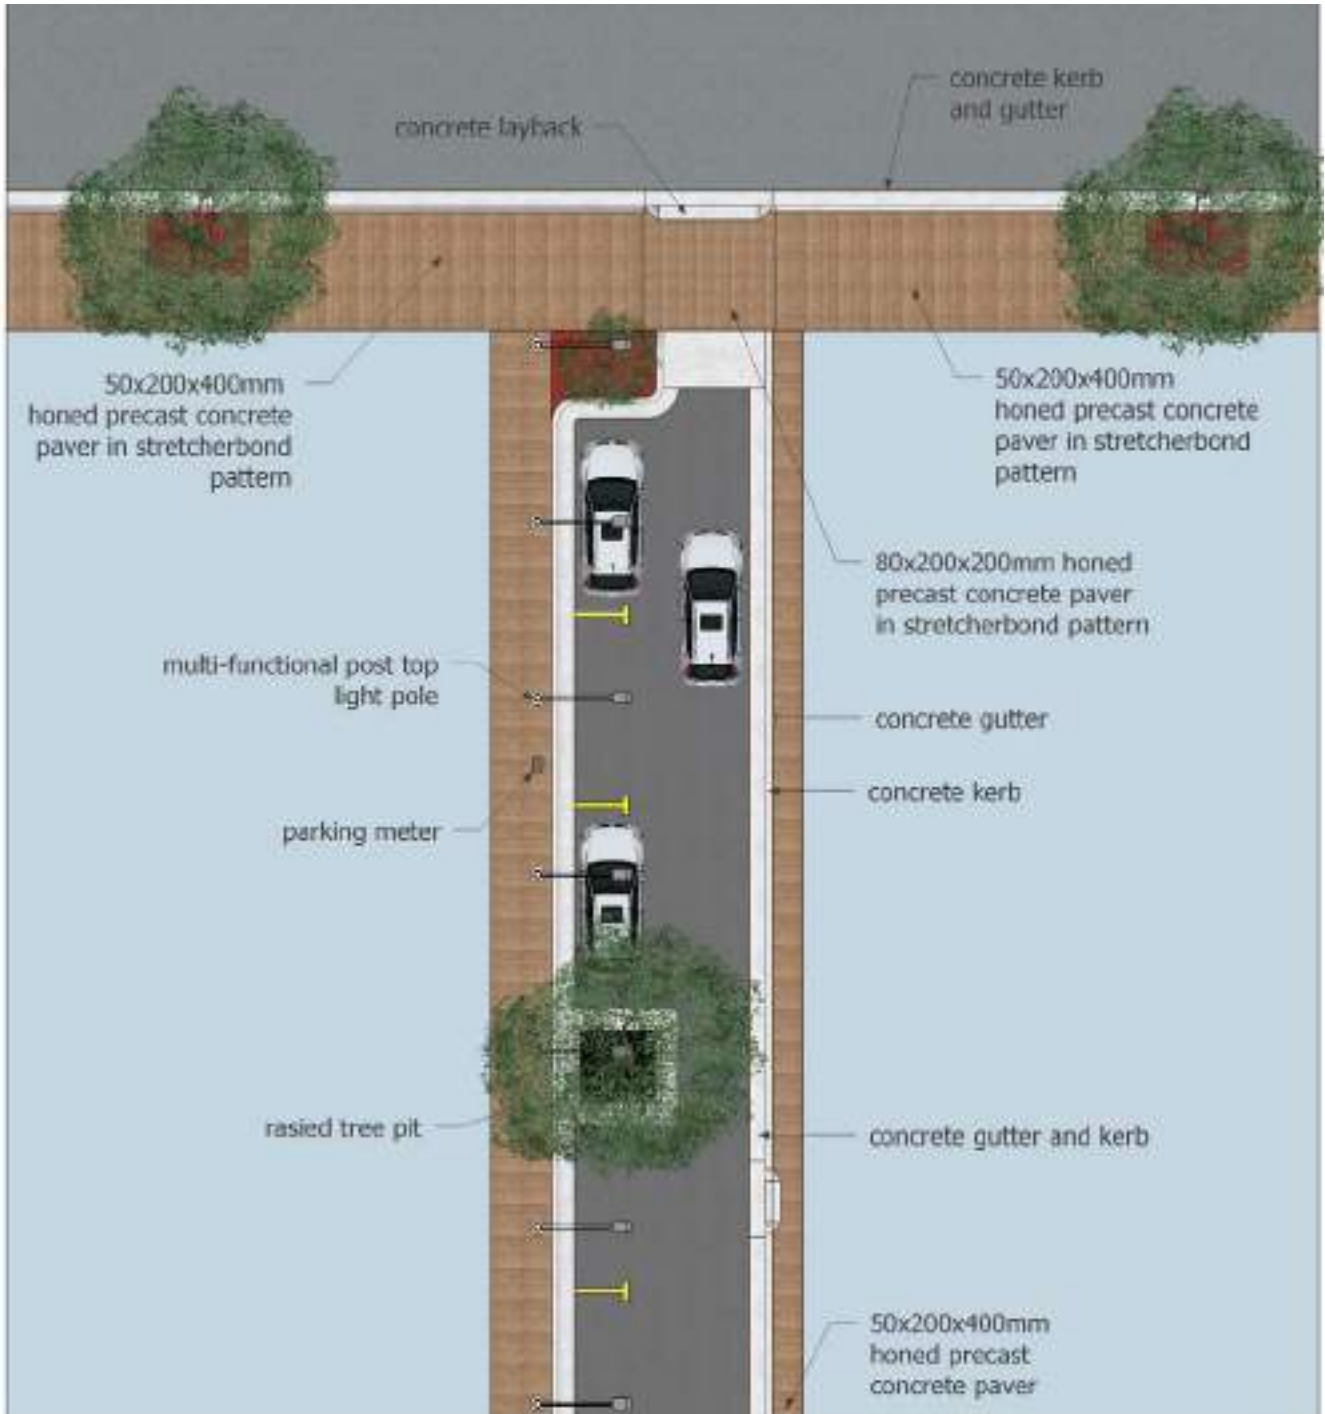 concrete kerb
and gutter
concrete layback
50x200x400mm
honed precast concrete
paver in stretcherbond
pattern
50x200x400mm
honed precast concrete
paver in stretcherbond
pattern
80x200x200mm honed
precast concrete paver
in stretcherbond pattern
multi-functional post top
light pole
concrete gutter
concrete kerb
parking meter
rasied tree pit
concrete gutter and kerb
50x200x400mm
honed precast
concrete paver